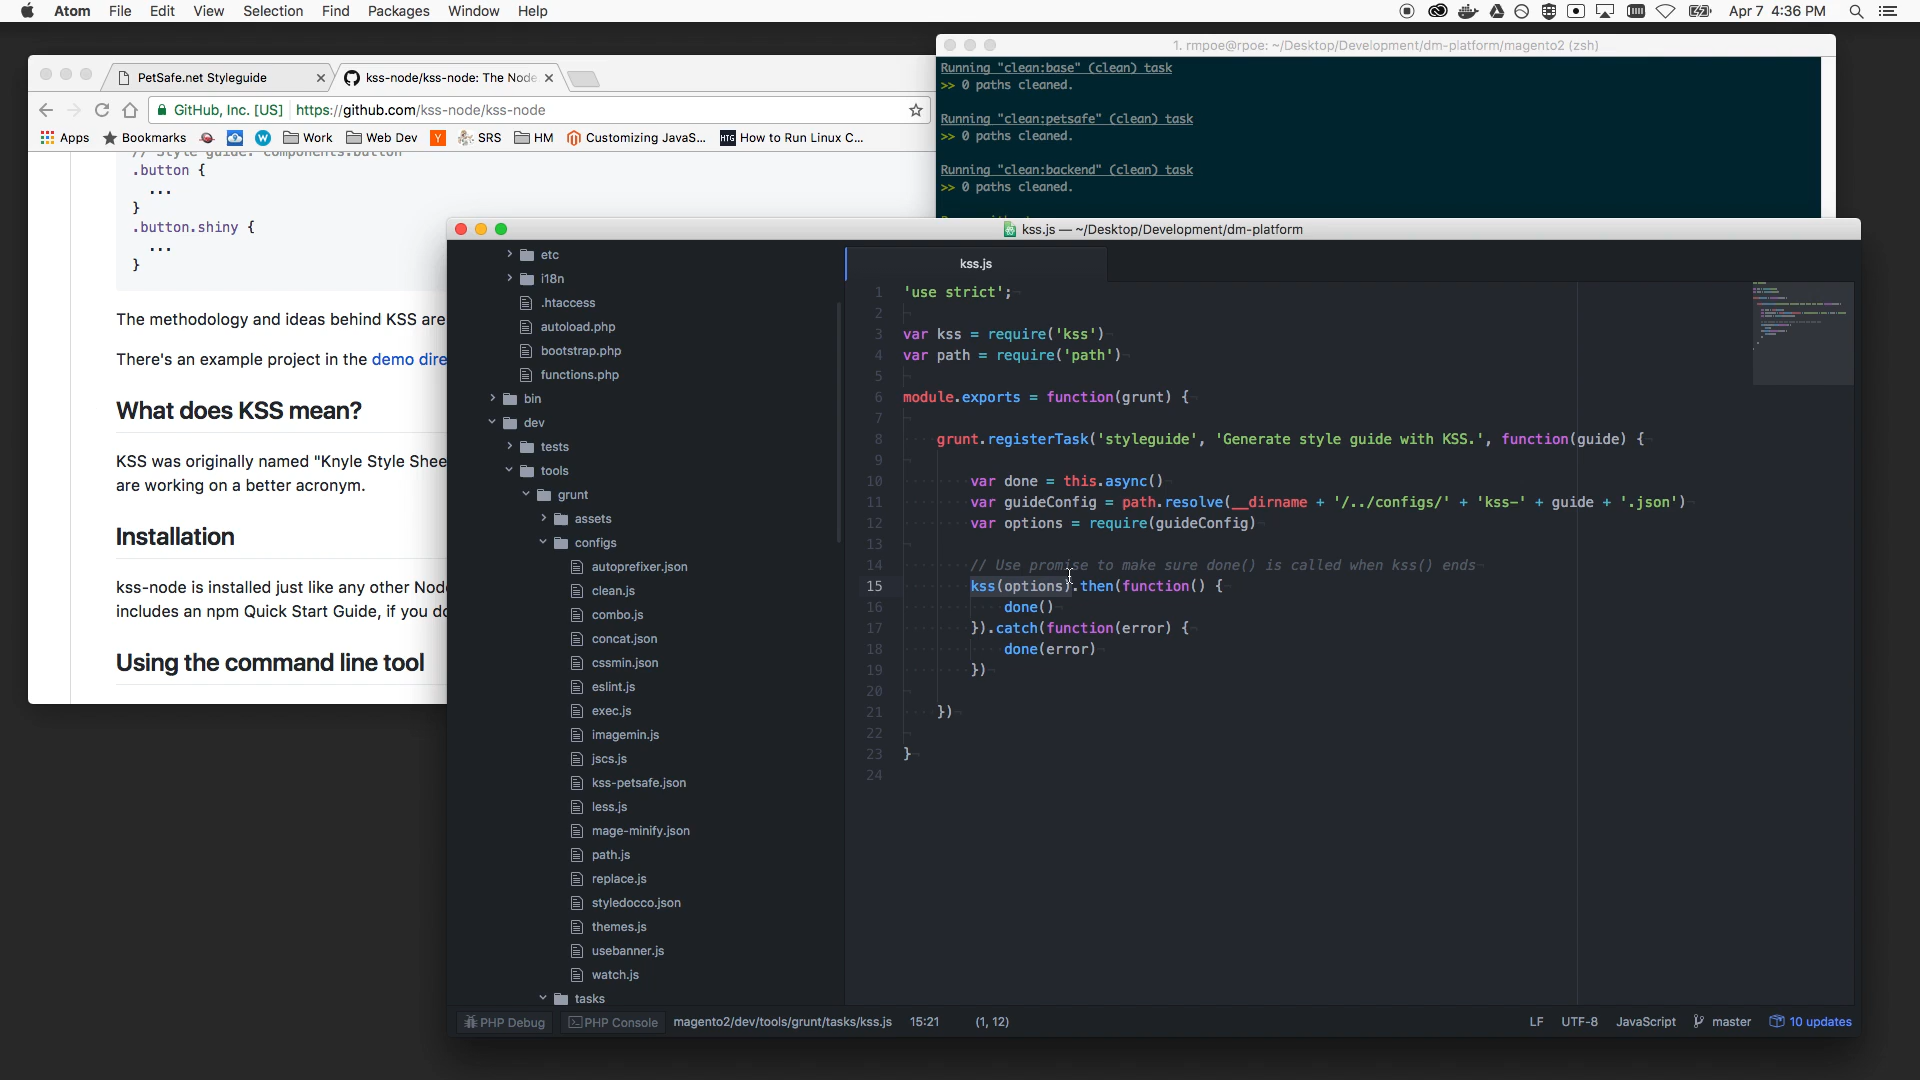 Atom File Edit View Selection Find Packages Window Help
Apr 7 4:36 PM
PetSafe.net Styleguide
kss-node/kss-node: The Node
GitHub, Inc. [US] https://github.com/kss-node/kss-node
Apps Bookmarks Work Web Dev Y SRS HM Customizing JavaS... HTG How to Run Linux C...
.button {
...
}
.button.shiny {
...
}
The methodology and ideas behind KSS are
There's an example project in the demo dire
What does KSS mean?
KSS was originally named "Knyle Style Shee
are working on a better acronym.
Installation
kss-node is installed just like any other Nod
includes an npm Quick Start Guide, if you do
Using the command line tool
1. rmpoe@rpoe: ~/Desktop/Development/dm-platform/magento2 (zsh)
Running "clean:base" (clean) task
>> 0 paths cleaned.
Running "clean:petsafe" (clean) task
>> 0 paths cleaned.
Running "clean:backend" (clean) task
>> 0 paths cleaned.
kss.js — ~/Desktop/Development/dm-platform
etc
i18n
.htaccess
autoload.php
bootstrap.php
functions.php
bin
dev
tests
tools
grunt
assets
configs
autoprefixer.json
clean.js
combo.js
concat.json
cssmin.json
eslint.js
exec.js
imagemin.js
jscs.js
kss-petsafe.json
less.js
mage-minify.json
path.js
replace.js
styledocco.json
themes.js
usebanner.js
watch.js
tasks
kss.js
1 'use strict';
2
3 var kss = require('kss')
4 var path = require('path')
5
6 module.exports = function(grunt) {
7
8 grunt.registerTask('styleguide', 'Generate style guide with KSS.', function(guide) {
9
10 var done = this.async()
11 var guideConfig = path.resolve(__dirname + '/../configs/' + 'kss-' + guide + '.json')
12 var options = require(guideConfig)
13
14 // Use promise to make sure done() is called when kss() ends
15 kss(options).then(function() {
16 done()
17 }).catch(function(error) {
18 done(error)
19 })
20
21 })
22
23 }
24
PHP Debug PHP Console magento2/dev/tools/grunt/tasks/kss.js 15:21 (1, 12) LF UTF-8 JavaScript master 10 updates